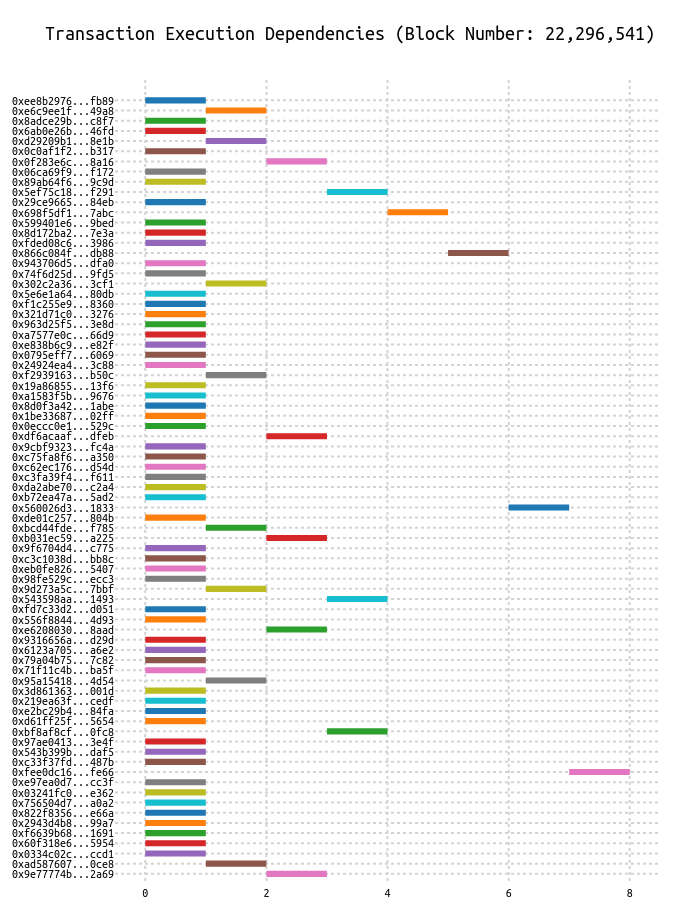 Transaction Execution Dependencies (Block Number: 22,296,541)
0xee8b2976...fb89
0xe6c9ee1f...49a8
0x8adce29b...c8f7
0x6ab0e26b...46fd
0xd29209b1...8e1b
0x0c0af1f2...b317
0x0f283e6c...8a16
0x06ca69f9...f172
0x89ab64f6...9c9d
0x5ef75c18...f291
0x29ce9665...84eb
0x698f5df1...7abc
0x599401e6...9bed
0x8d172ba2...7e3a
0xfded08c6...3986
0x866c084f...db88
0x943706d5...dfa0
0x74f6d25d...9fd5
0x302c2a36...3cf1
0x5e6e1a64...80db
0xf1c255e9...8360
0x321d71c0...3276
0x963d25f5...3e8d
0xa7577e0c...66d9
0xe838b6c9...e82f
0x0795eff7...6069
0x24924ea4...3c88
0xf2939163...b50c
0x19a86855...13f6
0xa1583f5b...9676
0x8d0f3a42...1abe
0x1be33687...02ff
0x0eccc0e1...529c
0xdf6acaaf...dfeb
0x9cbf9323...fc4a
0xc75fa8f6...a350
0xc62ec176...d54d
0xc3fa39f4...f611
0xda2abe70...c2a4
0xb72ea47a...5ad2
0x560026d3...1833
0xde01c257...804b
0xbcd44fde...f785
0xb031ec59...a225
0x9f6704d4...c775
0xc3c1038d...bb8c
0xeb0fe826...5407
0x98fe529c...ecc3
0x9d273a5c...7bbf
0x543598aa...1493
0xfd7c33d2...d051
0x556f8844...4d93
0xe6208030...8aad
0x9316656a...d29d
0x6123a705...a6e2
0x79a04b75...7c82
0x71f11c4b...ba5f
0x95a15418...4d54
0x3d861363...001d
0x219ea63f...cedf
0xe2bc29b4...84fa
0xd61ff25f...5654
0xbf8af8cf...0fc8
0x97ae0413...3e4f
0x543b399b...daf5
0xc33f37fd...487b
0xfee0dc16...fe66
0xe97ea0d7...cc3f
0x03241fc0...e362
0x756504d7...a0a2
0x822f8356...e66a
0x2943d4b8...99a7
0xf6639b68...1691
0x60f318e6...5954
0x0334c02c...ccd1
0xad587607...0ce8
0x9e77774b...2a69
0 2 4 6 8